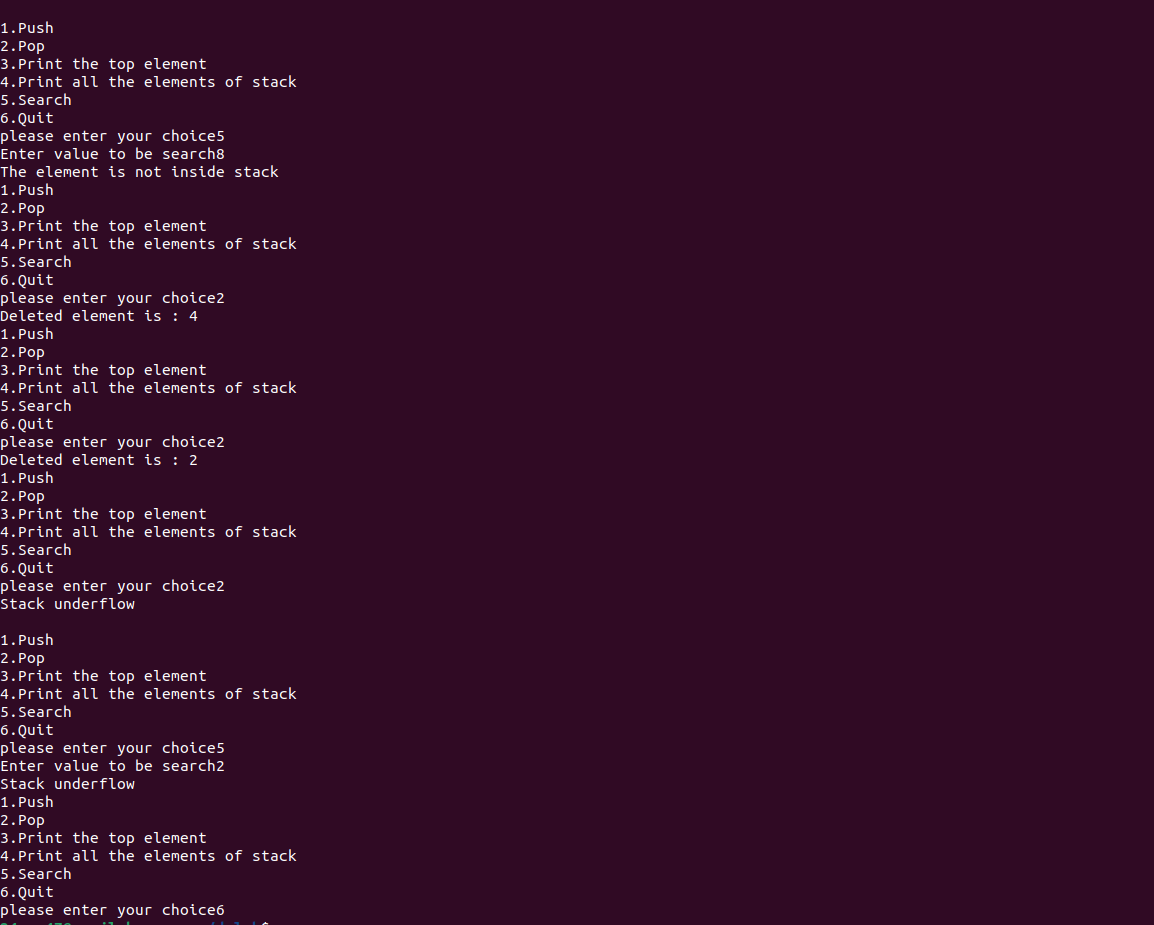 1.Push
2.Pop
3.Print the top element
4.Print all the elements of stack
5.Search
6.Quit
please enter your choice5
Enter value to be search8
The element is not inside stack
1.Push
2.Pop
3.Print the top element
4.Print all the elements of stack
5.Search
6.Quit
please enter your choice2
Deleted element is : 4
1.Push
2.Pop
3.Print the top element
4.Print all the elements of stack
5.Search
6.Quit
please enter your choice2
Deleted element is : 2
1.Push
2.Pop
3.Print the top element
4.Print all the elements of stack
5.Search
6.Quit
please enter your choice2
Stack underflow
1.Push
2.Pop
3.Print the top element
4.Print all the elements of stack
5.Search
6.Quit
please enter your choice5
Enter value to be search2
Stack underflow
1.Push
2.Pop
3.Print the top element
4.Print all the elements of stack
5.Search
6.Quit
please enter your choice6